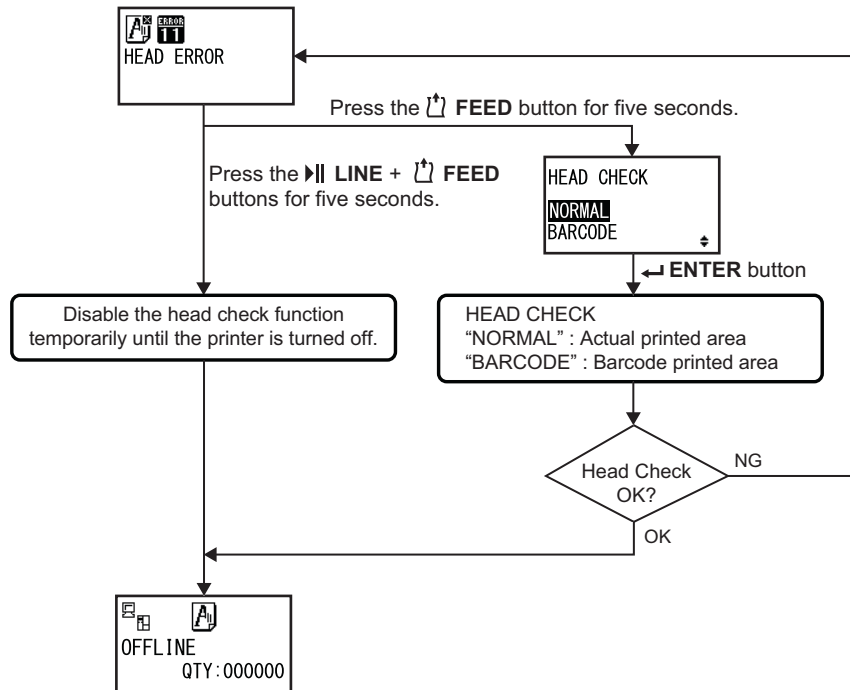 ERROR
11
HEAD ERROR
Press the FEED button for five seconds.
Press the LINE + FEED
buttons for five seconds.
HEAD CHECK
NORMAL
BARCODE
ENTER button
Disable the head check function
temporarily until the printer is turned off.
HEAD CHECK
“NORMAL” : Actual printed area
“BARCODE” : Barcode printed area
Head Check
OK?
NG
OK
OFFLINE
QTY:000000